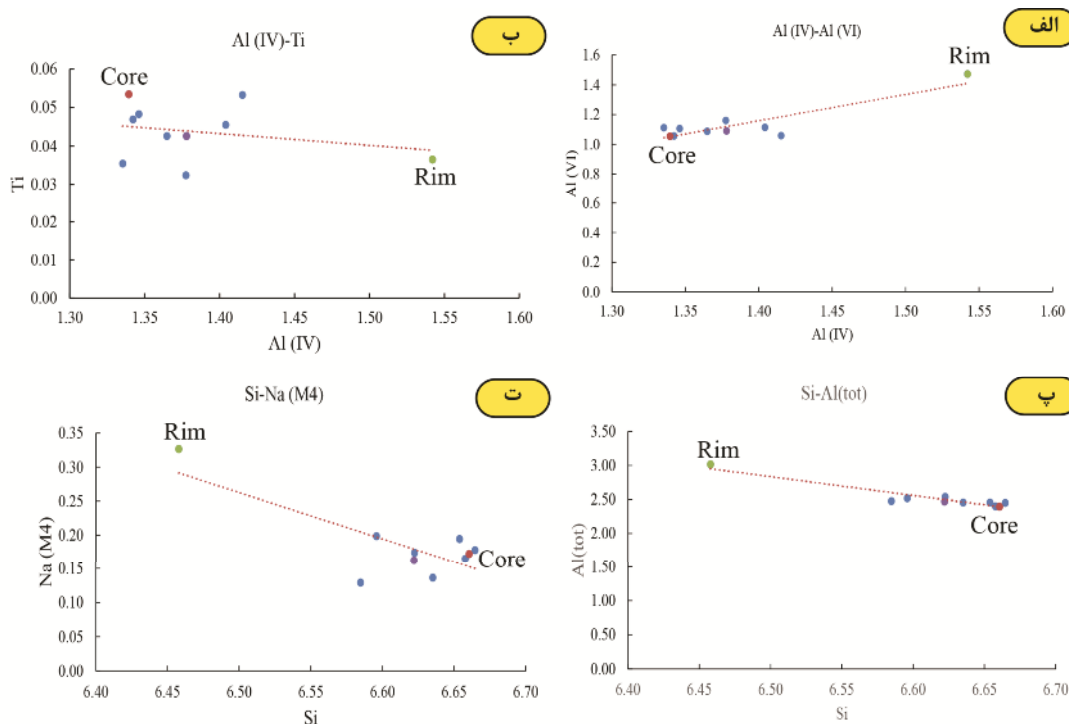 الف
Al (IV)-Al (VI)
Al (VI)
1.6
1.4
1.2
1.0
0.8
0.6
0.4
0.2
0.0
Rim
Core
1.30 1.35 1.40 1.45 1.50 1.55 1.60
Al (IV)
ب
Al (IV)-Ti
Ti
0.06
0.05
0.04
0.03
0.02
0.01
0.00
Core
Rim
1.30 1.35 1.40 1.45 1.50 1.55 1.60
Al (IV)
پ
Si-Al(tot)
Al(tot)
3.50
3.00
2.50
2.00
1.50
1.00
0.50
0.00
Rim
Core
6.40 6.45 6.50 6.55 6.60 6.65 6.70
Si
ت
Si-Na (M4)
Na (M4)
0.35
0.30
0.25
0.20
0.15
0.10
0.05
0.00
Rim
Core
6.40 6.45 6.50 6.55 6.60 6.65 6.70
Si